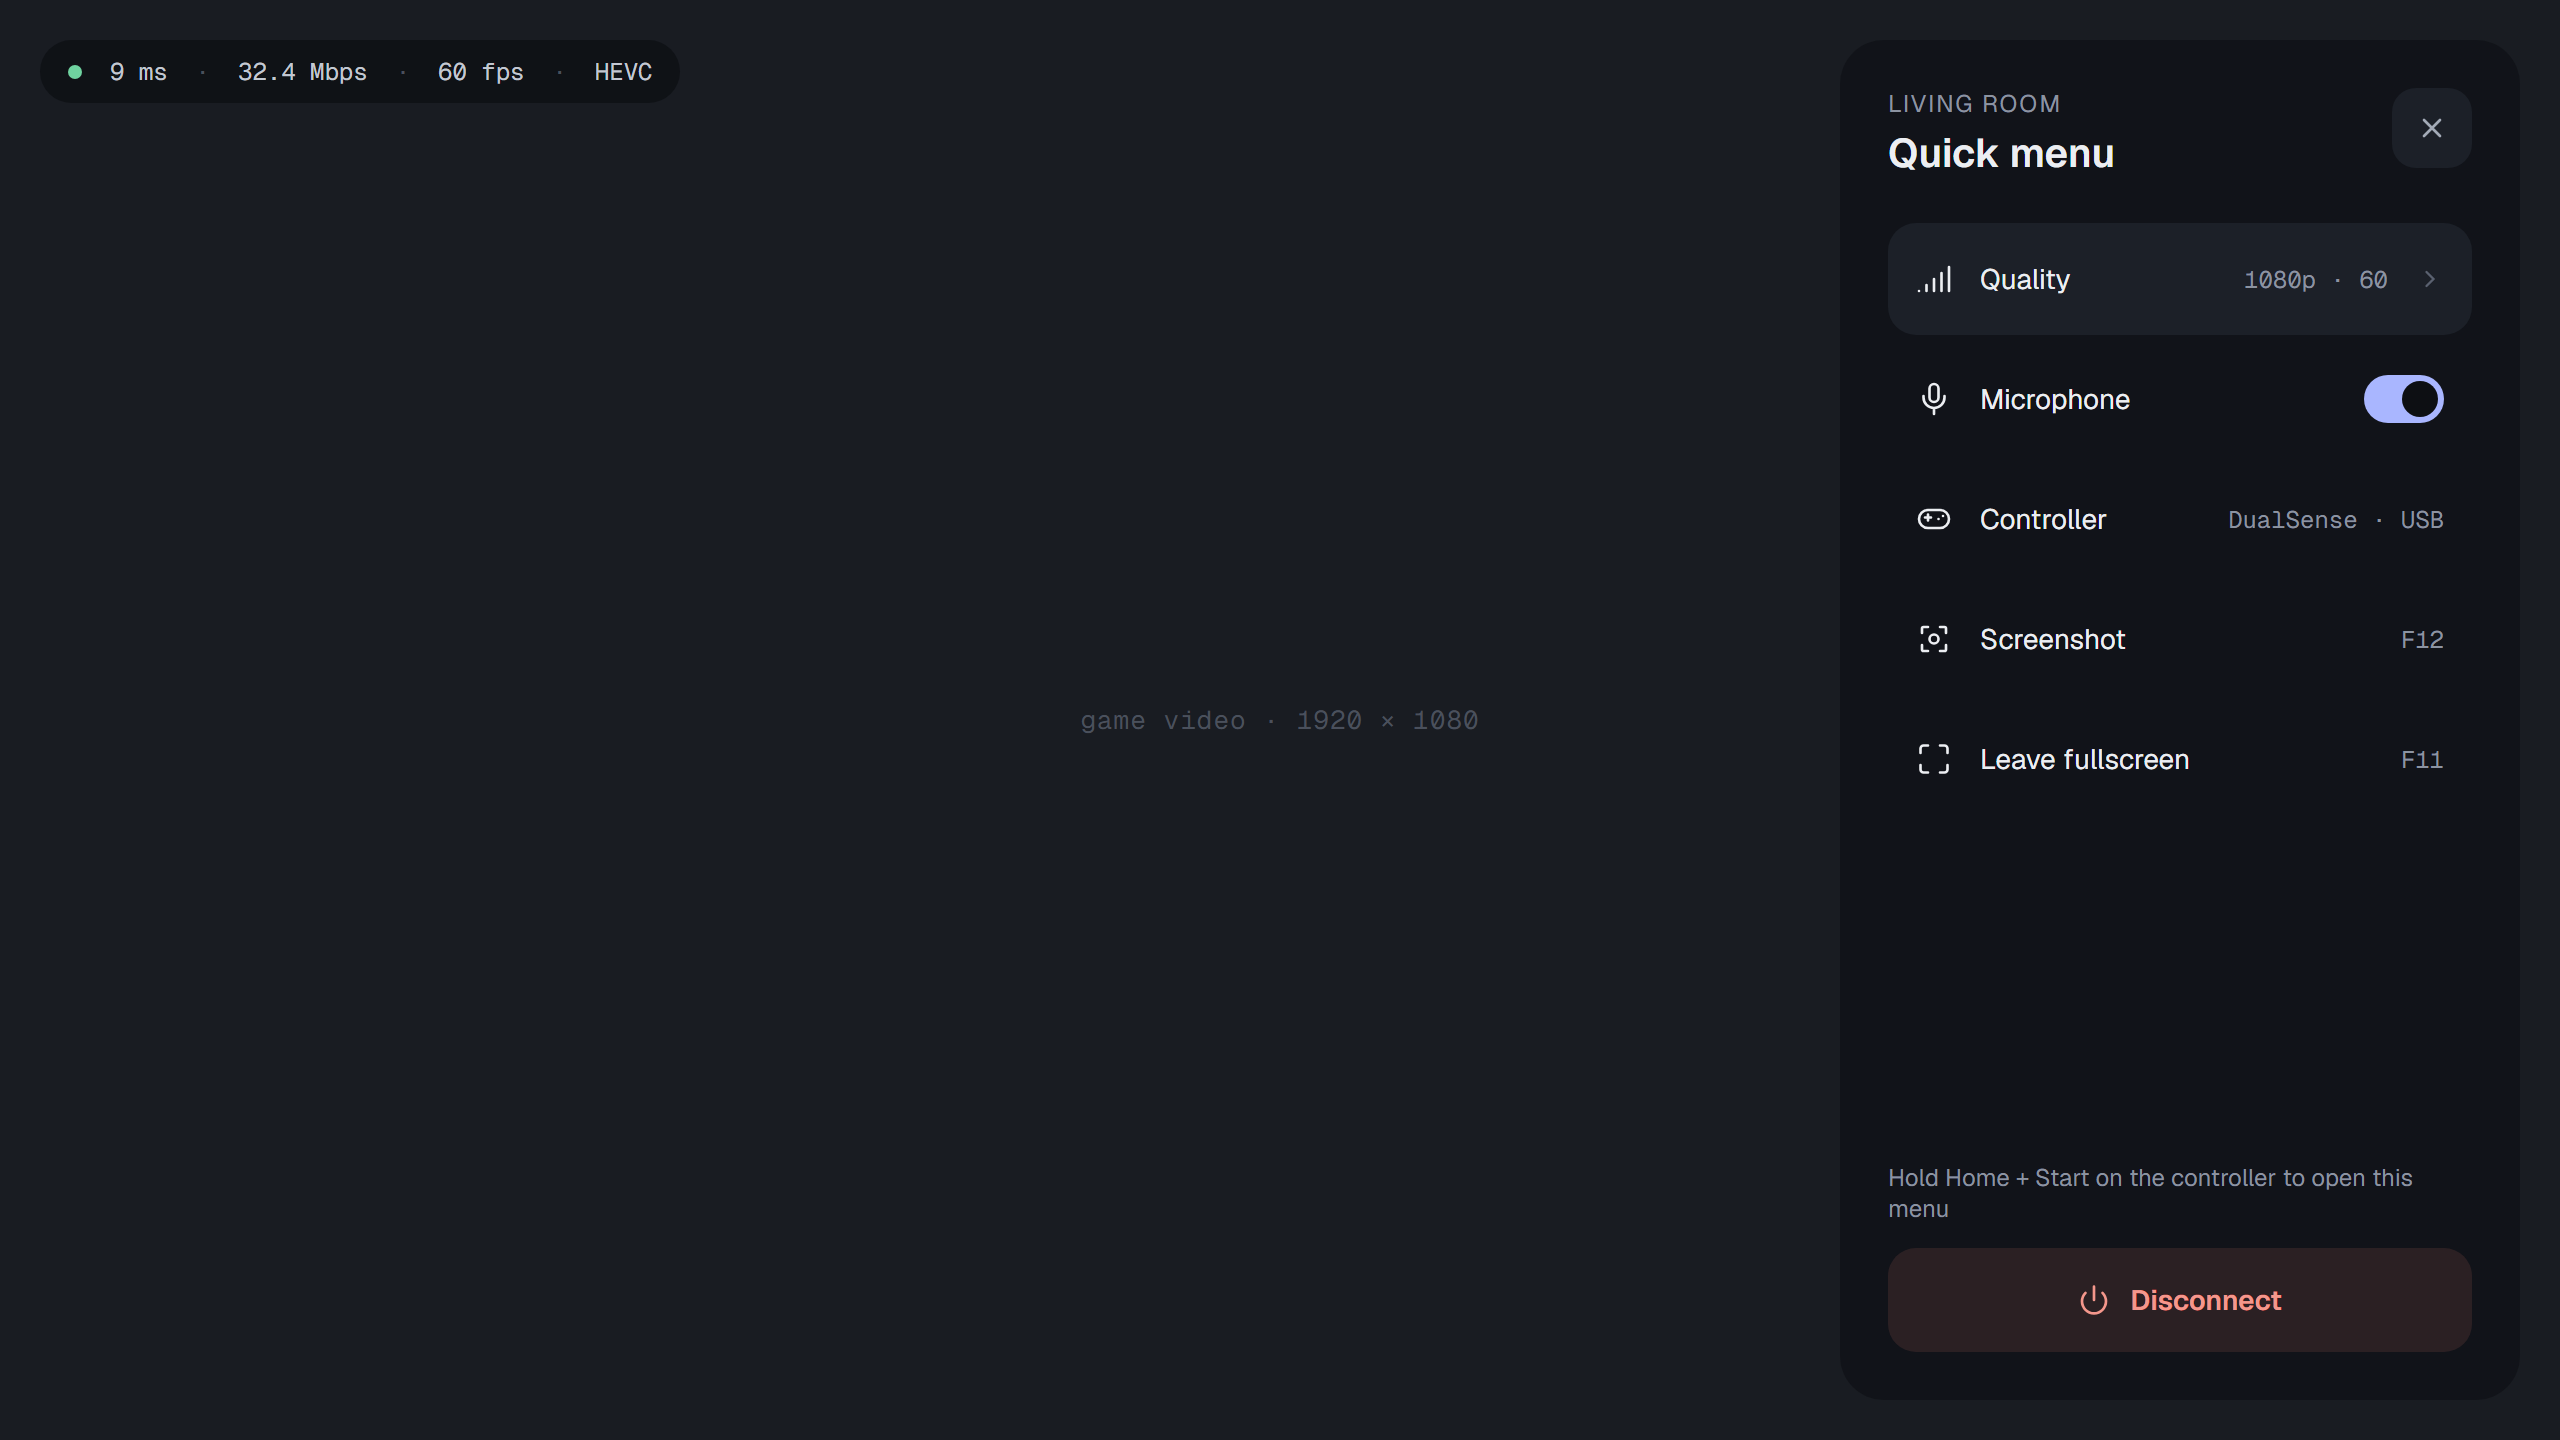 9 ms · 32.4 Mbps · 60 fps · HEVC
LIVING ROOM
Quick menu
Quality 1080p · 60
Microphone
Controller DualSense · USB
Screenshot F12
game video · 1920 × 1080
Leave fullscreen F11
Hold Home + Start on the controller to open this
menu
Disconnect